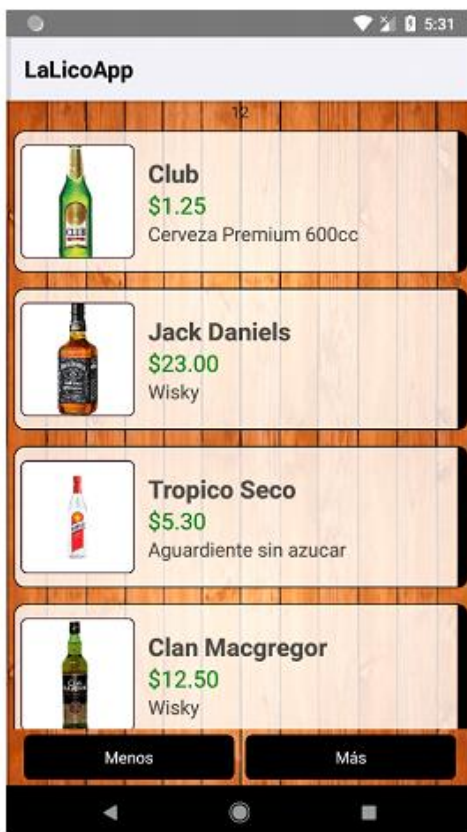 5:31
LaLicoApp
12
CLUB
Club
$1.25
Cerveza Premium 600cc
Jack Daniels
$23.00
Wisky
Tropico Seco
$5.30
Aguardiente sin azucar
Clan Macgregor
$12.50
Wisky
Menos
Más